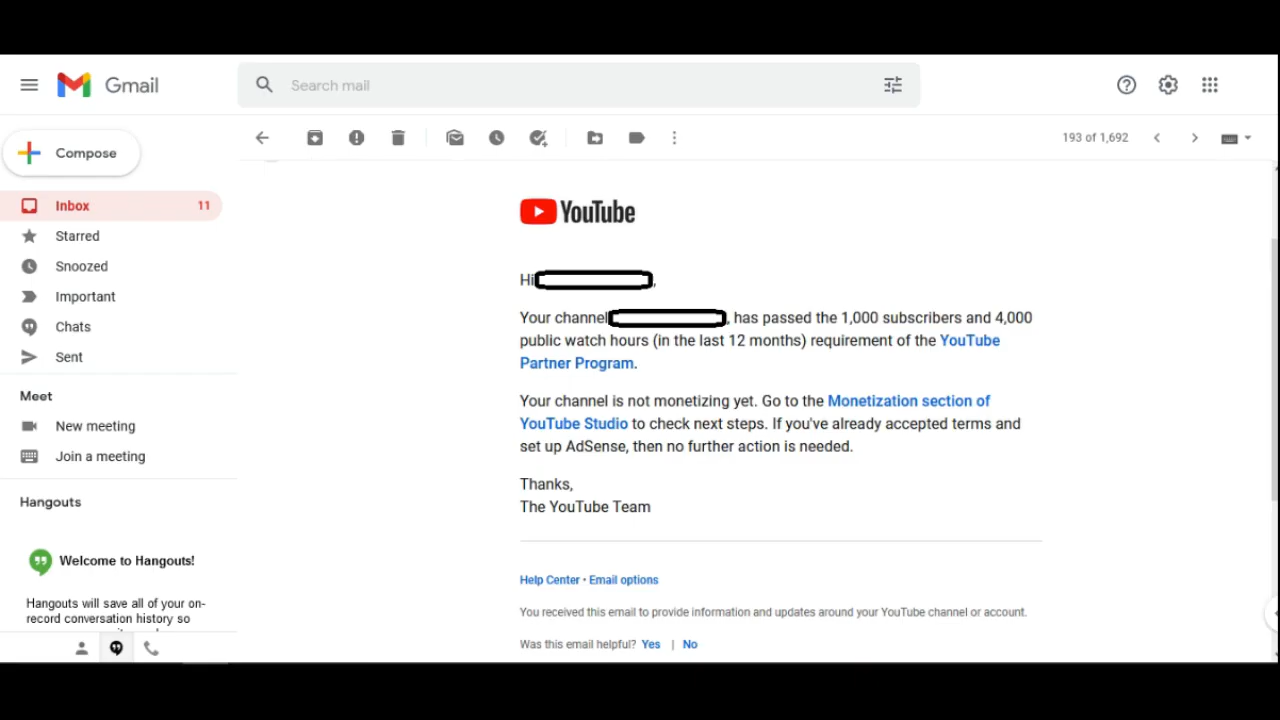 Gmail
Search mail
Compose
193 of 1,692
Inbox 11
Starred
Snoozed
Important
Chats
Sent
Meet
New meeting
Join a meeting
Hangouts
Welcome to Hangouts!
Hangouts will save all of your on-
record conversation history so
YouTube
Hi ,
Your channel , has passed the 1,000 subscribers and 4,000
public watch hours (in the last 12 months) requirement of the YouTube
Partner Program.
Your channel is not monetizing yet. Go to the Monetization section of
YouTube Studio to check next steps. If you've already accepted terms and
set up AdSense, then no further action is needed.
Thanks,
The YouTube Team
Help Center • Email options
You received this email to provide information and updates around your YouTube channel or account.
Was this email helpful? Yes | No